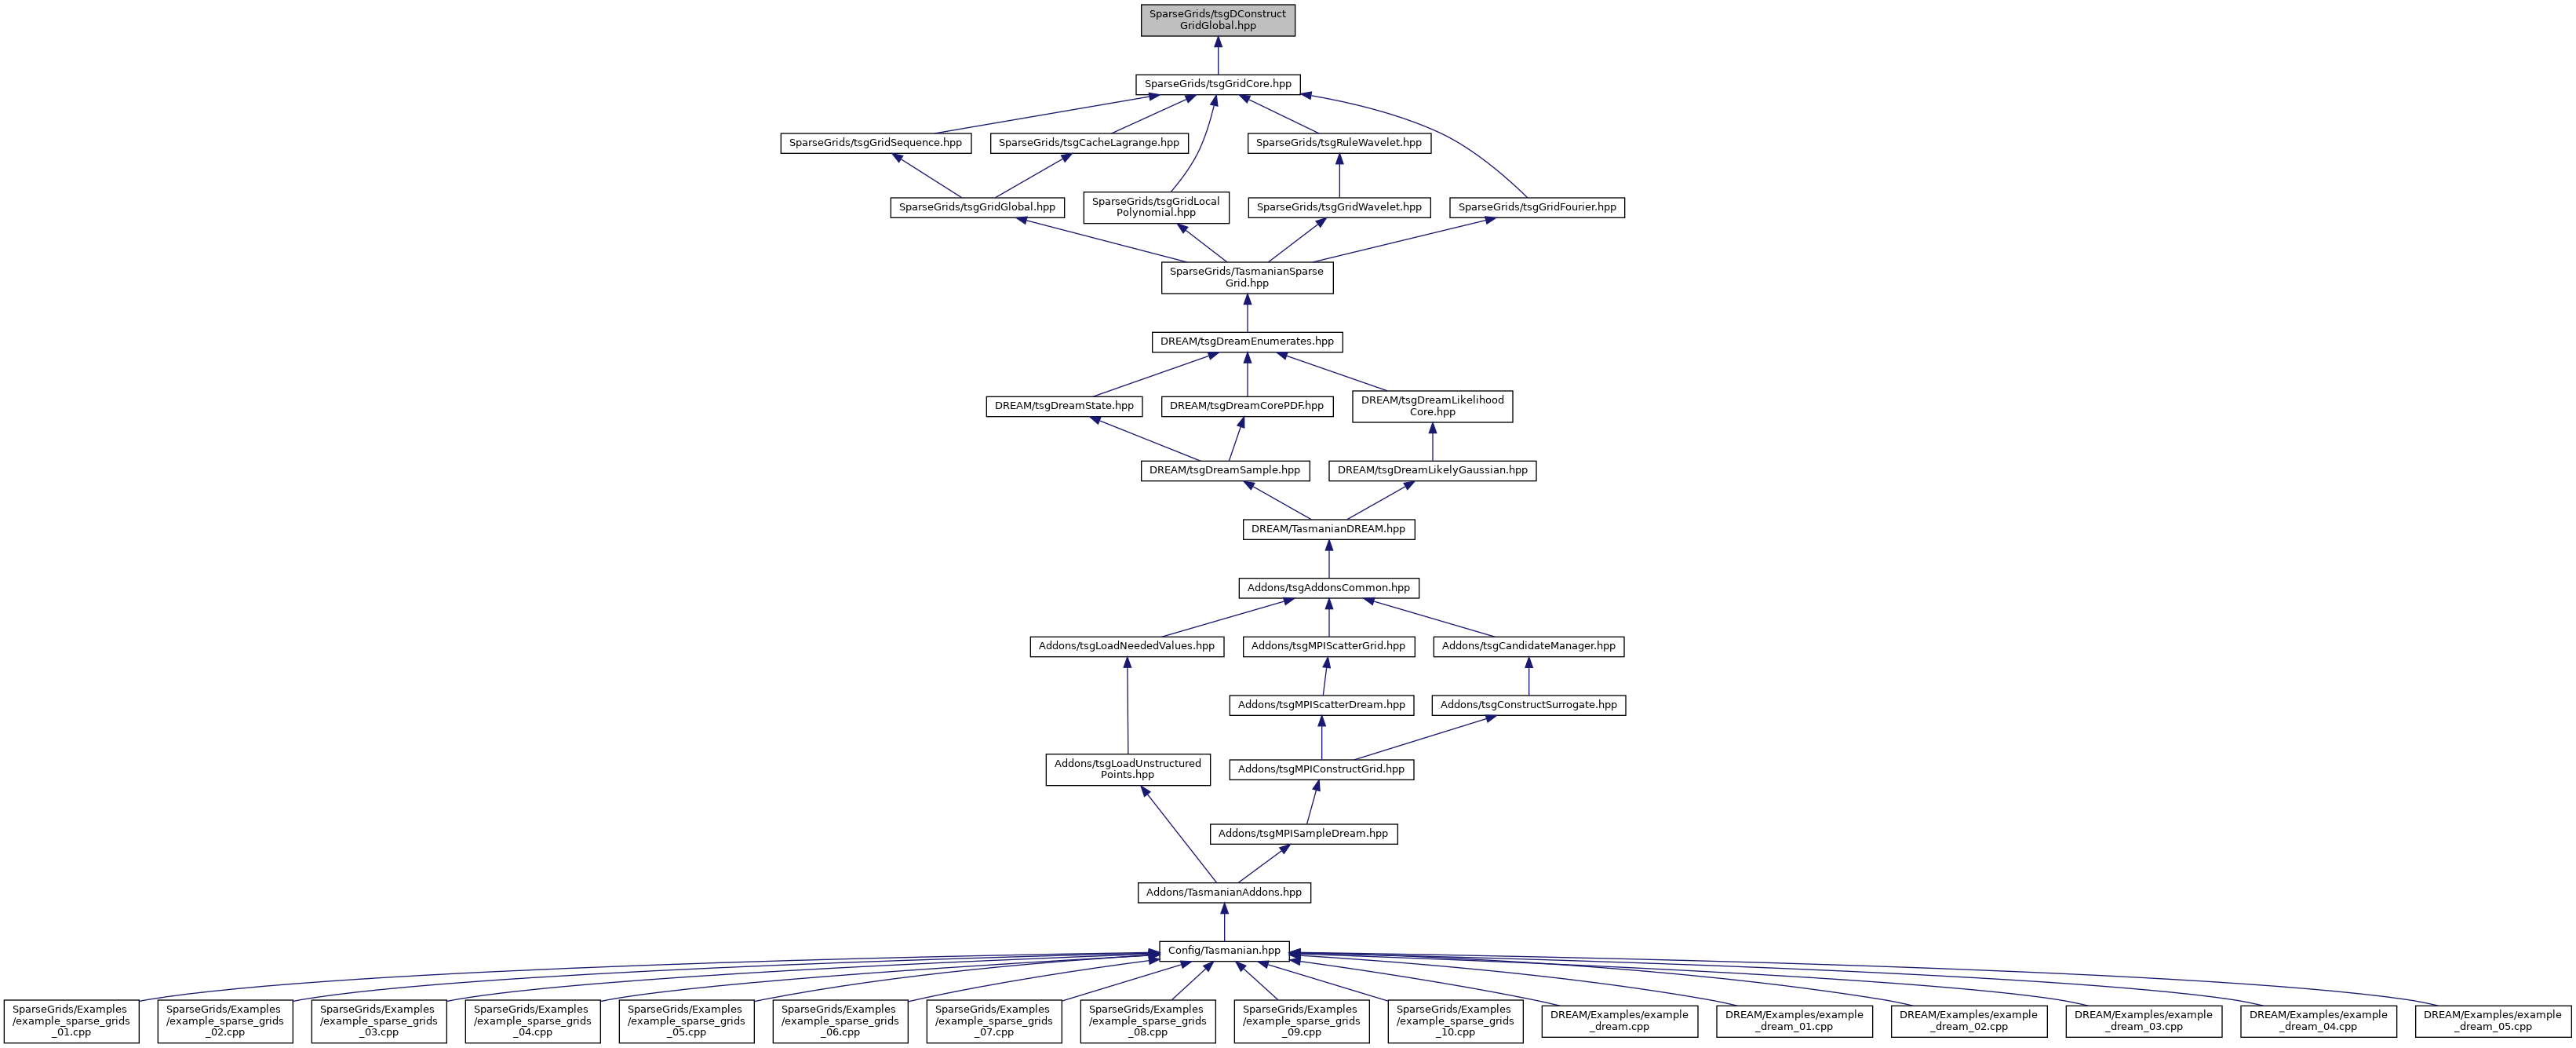 SparseGrids/tsgDConstruct
GridGlobal.hpp
SparseGrids/tsgGridCore.hpp
SparseGrids/tsgGridSequence.hpp
SparseGrids/tsgCacheLagrange.hpp
SparseGrids/tsgRuleWavelet.hpp
SparseGrids/tsgGridGlobal.hpp
SparseGrids/tsgGridLocal
Polynomial.hpp
SparseGrids/tsgGridWavelet.hpp
SparseGrids/tsgGridFourier.hpp
SparseGrids/TasmanianSparse
Grid.hpp
DREAM/tsgDreamEnumerates.hpp
DREAM/tsgDreamState.hpp
DREAM/tsgDreamCorePDF.hpp
DREAM/tsgDreamLikelihood
Core.hpp
DREAM/tsgDreamSample.hpp
DREAM/tsgDreamLikelyGaussian.hpp
DREAM/TasmanianDREAM.hpp
Addons/tsgAddonsCommon.hpp
Addons/tsgLoadNeededValues.hpp
Addons/tsgMPIScatterGrid.hpp
Addons/tsgCandidateManager.hpp
Addons/tsgMPIScatterDream.hpp
Addons/tsgConstructSurrogate.hpp
Addons/tsgLoadUnstructured
Points.hpp
Addons/tsgMPIConstructGrid.hpp
Addons/tsgMPISampleDream.hpp
Addons/TasmanianAddons.hpp
Config/Tasmanian.hpp
SparseGrids/Examples
/example_sparse_grids
_01.cpp
SparseGrids/Examples
/example_sparse_grids
_02.cpp
SparseGrids/Examples
/example_sparse_grids
_03.cpp
SparseGrids/Examples
/example_sparse_grids
_04.cpp
SparseGrids/Examples
/example_sparse_grids
_05.cpp
SparseGrids/Examples
/example_sparse_grids
_06.cpp
SparseGrids/Examples
/example_sparse_grids
_07.cpp
SparseGrids/Examples
/example_sparse_grids
_08.cpp
SparseGrids/Examples
/example_sparse_grids
_09.cpp
SparseGrids/Examples
/example_sparse_grids
_10.cpp
DREAM/Examples/example
_dream.cpp
DREAM/Examples/example
_dream_01.cpp
DREAM/Examples/example
_dream_02.cpp
DREAM/Examples/example
_dream_03.cpp
DREAM/Examples/example
_dream_04.cpp
DREAM/Examples/example
_dream_05.cpp